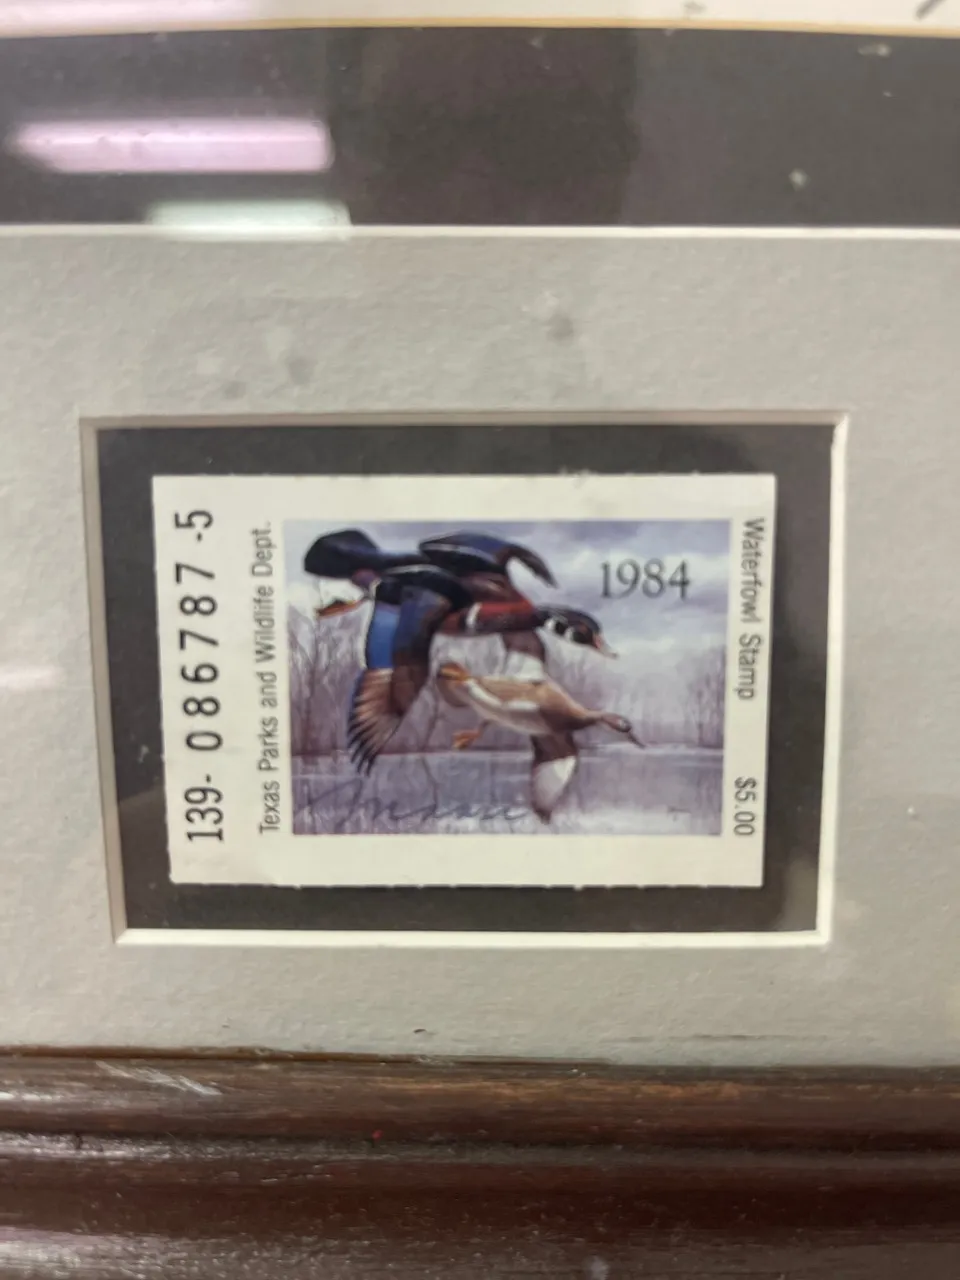 139- 086787 -5
Texas Parks and Wildlife Dept.
1984
Waterfowl Stamp $5.00